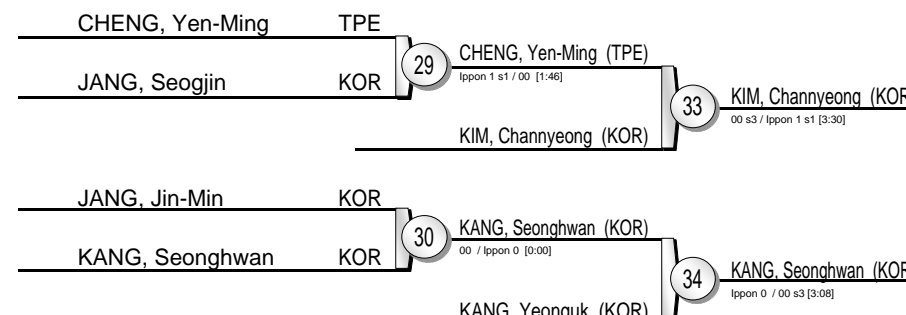 CHENG, Yen-Ming TPE
29
CHENG, Yen-Ming (TPE)
Ippon 1 s1 / 00 [1:46]
JANG, Seogjin KOR
33
KIM, Channyeong (KOR
00 s3 / Ippon 1 s1 [3:30]
KIM, Channyeong (KOR)
JANG, Jin-Min KOR
30
KANG, Seonghwan (KOR)
00 / Ippon 0 [0:00]
KANG, Seonghwan KOR
34
KANG, Seonghwan (KOR
Ippon 0 / 00 s3 [3:08]
KANG, Yeonguk (KOR)